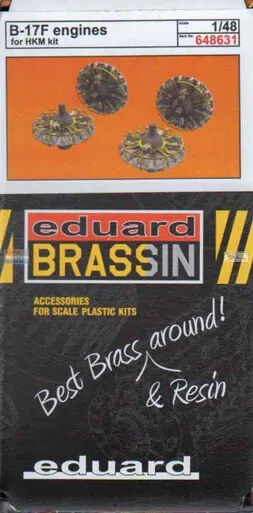 B-17F engines
for HKM kit
scale
1/48
item No.
648631
eduard
BRASSIN
ACCESSORIES
FOR SCALE PLASTIC KITS
Best Brass around!
& Resin
eduard